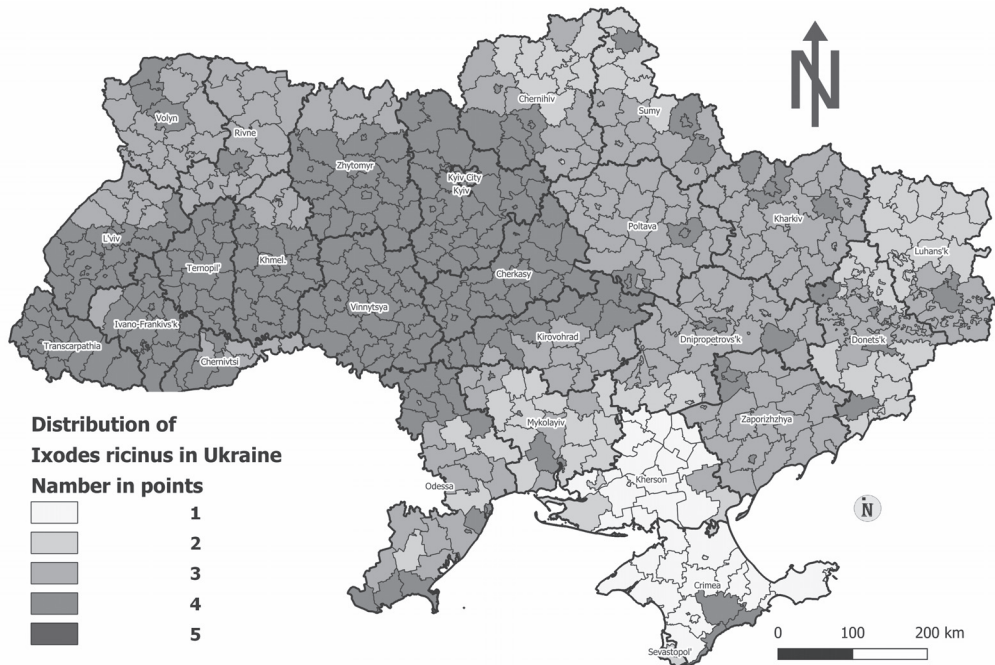 N
Chernihiv
Sumy
Volyn
Rivne
Zhytomyr
Kyiv City
Kyiv
Kharkiv
Poltava
L'viv
Luhans'k
Ternopil'
Khmel.
Cherkasy
Vinnytsya
Ivano-Frankivs'k
Kirovohrad
Dnipropetrovs'k
Donets'k
Transcarpathia
Chernivtsi
Zaporizhzhya
Mykolayiv
Kherson
Odessa
Crimea
Sevastopol'
Distribution of
Ixodes ricinus in Ukraine
Namber in points
1
2
3
4
5
N
0 100 200 km